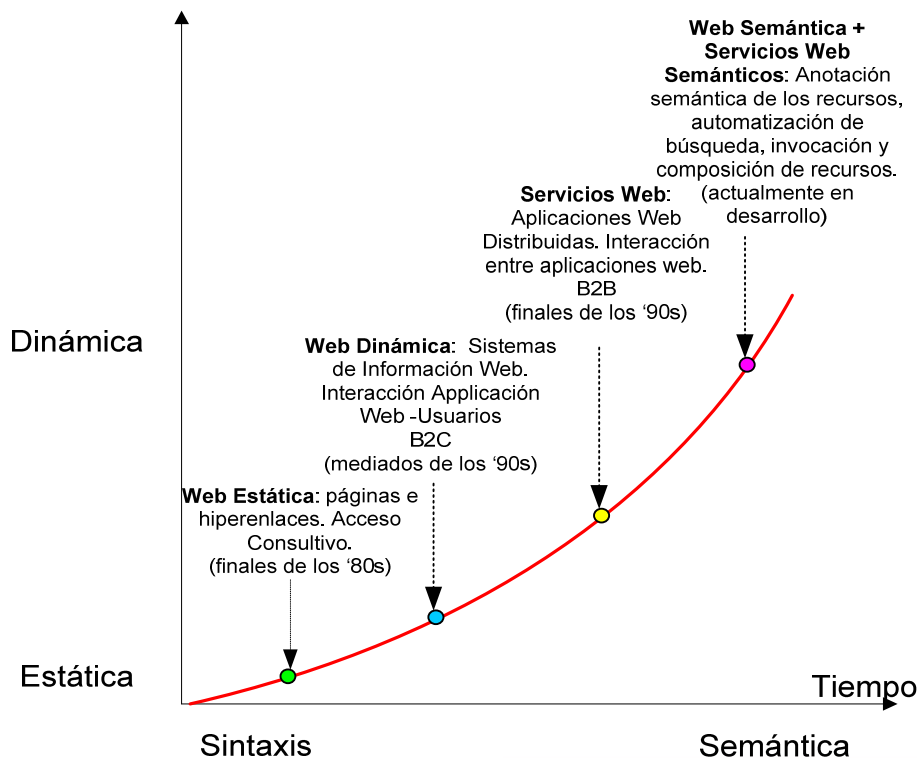 Web Semántica +
Servicios Web
Semánticos: Anotación
semántica de los recursos,
automatización de
búsqueda, invocación y
composición de recursos.
(actualmente en
desarrollo)
Servicios Web:
Aplicaciones Web
Distribuidas. Interacción
entre aplicaciones web.
B2B
(finales de los ‘90s)
Dinámica
Web Dinámica: Sistemas
de Información Web.
Interacción Applicación
Web -Usuarios
B2C
(mediados de los ‘90s)
Web Estática: páginas e
hiperenlaces. Acceso
Consultivo.
(finales de los ‘80s)
Estática
Tiempo
Sintaxis
Semántica